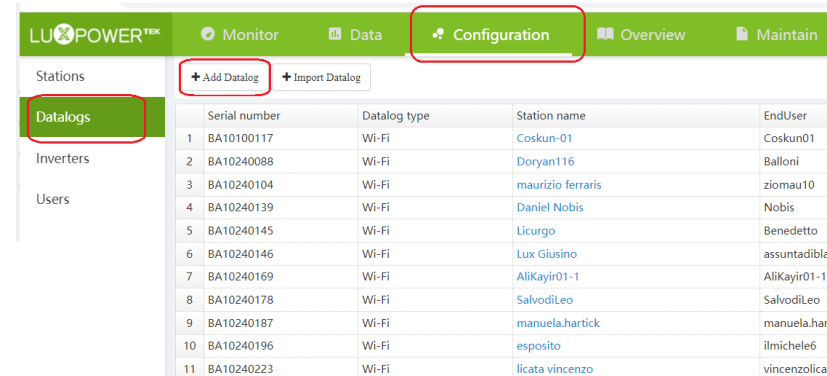 LUXPOWERTEK Monitor Data Configuration Overview Maintain
Stations
Datalogs
Inverters
Users
+ Add Datalog + Import Datalog
Serial number Datalog type Station name EndUser
1 BA10100117 Wi-Fi Coskun-01 Coskun01
2 BA10240088 Wi-Fi Doryan116 Balloni
3 BA10240104 Wi-Fi maurizio ferraris ziomau10
4 BA10240139 Wi-Fi Daniel Nobis Nobis
5 BA10240145 Wi-Fi Licurgo Benedetto
6 BA10240146 Wi-Fi Lux Giusino assuntadibla
7 BA10240169 Wi-Fi AliKayir01-1 AliKayir01-1
8 BA10240178 Wi-Fi SalvodiLeo SalvodiLeo
9 BA10240187 Wi-Fi manuela.hartick manuela.har
10 BA10240196 Wi-Fi esposito ilmichele6
11 BA10240223 Wi-Fi licata vincenzo vincenzolica